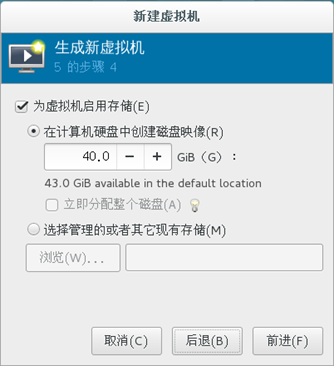 新建虚拟机
生成新虚拟机
5 的步骤 4
为虚拟机启用存储(E)
在计算机硬盘中创建磁盘映像(R)
40.0 − + GiB（G）：
43.0 GiB available in the default location
立即分配整个磁盘(A)
选择管理的或者其它现有存储(M)
浏览(W)...
取消(C) 后退(B) 前进(F)